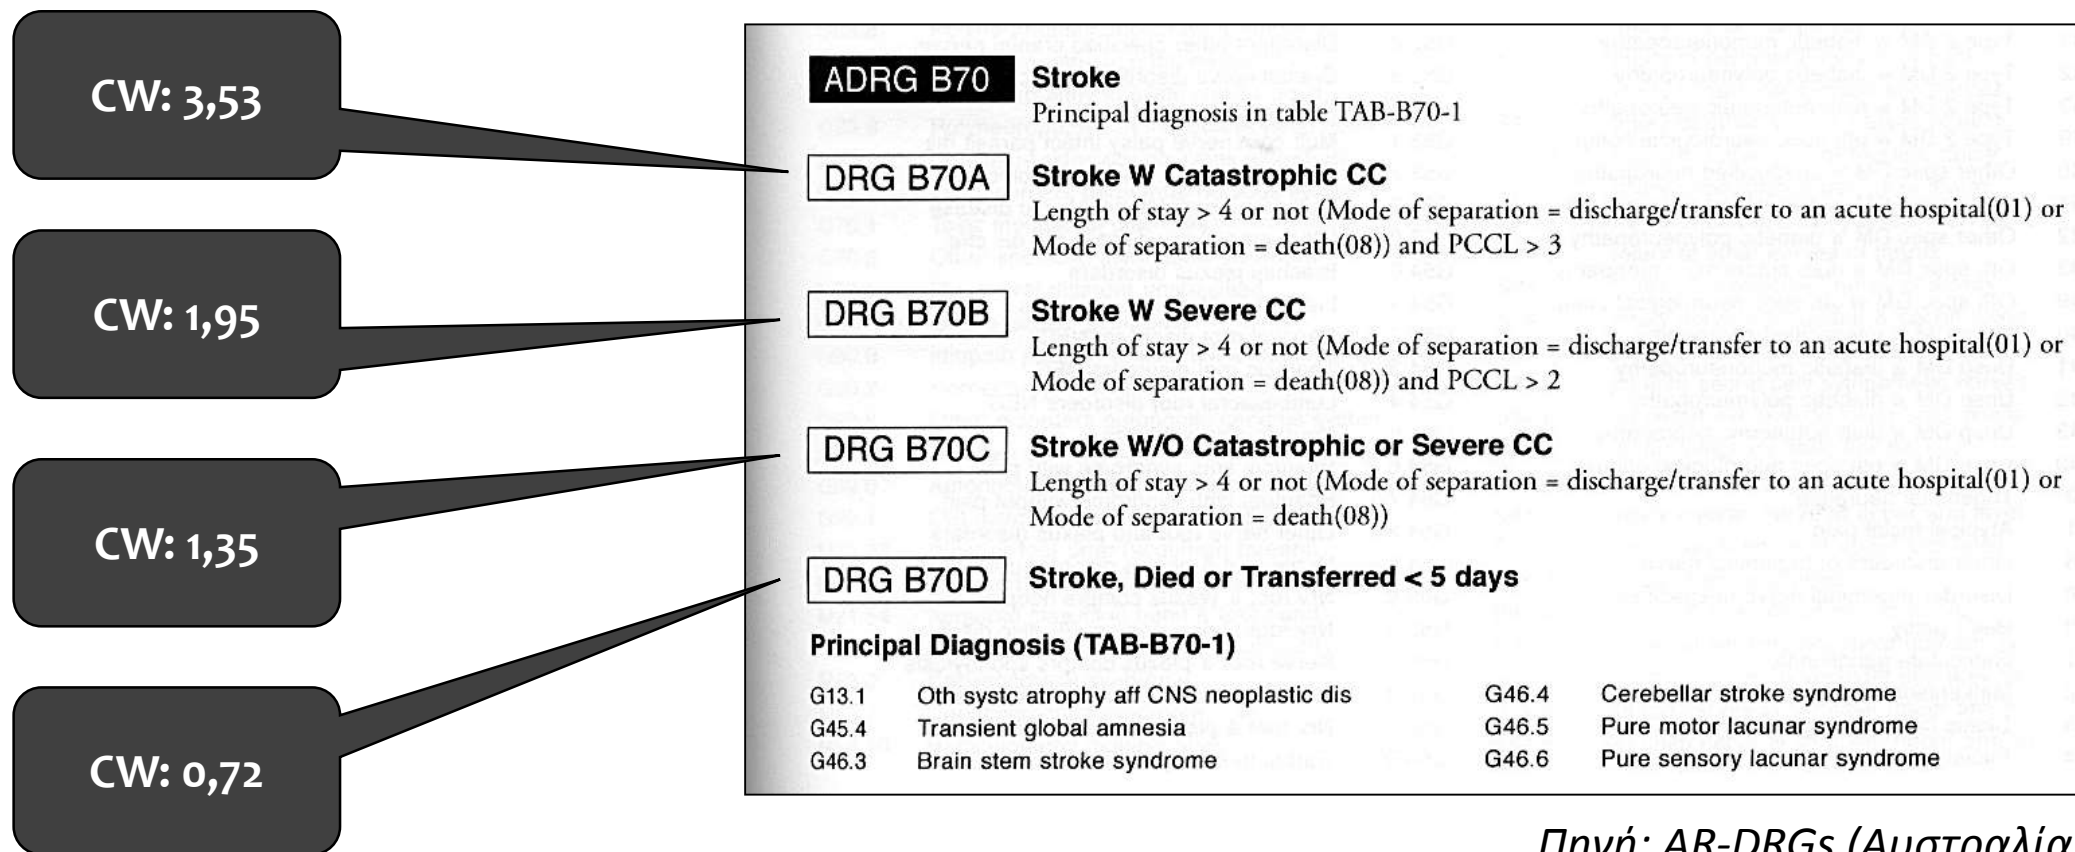 CW: 3,53
CW: 1,95
CW: 1,35
CW: 0,72
ADRG B70 Stroke
Principal diagnosis in table TAB-B70-1
DRG B70A Stroke W Catastrophic CC
Length of stay > 4 or not (Mode of separation = discharge/transfer to an acute hospital(01) or
Mode of separation = death(08)) and PCCL > 3
DRG B70B Stroke W Severe CC
Length of stay > 4 or not (Mode of separation = discharge/transfer to an acute hospital(01) or
Mode of separation = death(08)) and PCCL > 2
DRG B70C Stroke W/O Catastrophic or Severe CC
Length of stay > 4 or not (Mode of separation = discharge/transfer to an acute hospital(01) or
Mode of separation = death(08))
DRG B70D Stroke, Died or Transferred < 5 days
Principal Diagnosis (TAB-B70-1)
G13.1 Oth systc atrophy aff CNS neoplastic dis G46.4 Cerebellar stroke syndrome
G45.4 Transient global amnesia G46.5 Pure motor lacunar syndrome
G46.3 Brain stem stroke syndrome G46.6 Pure sensory lacunar syndrome
Πηγή: AR-DRGs (Αυστραλία